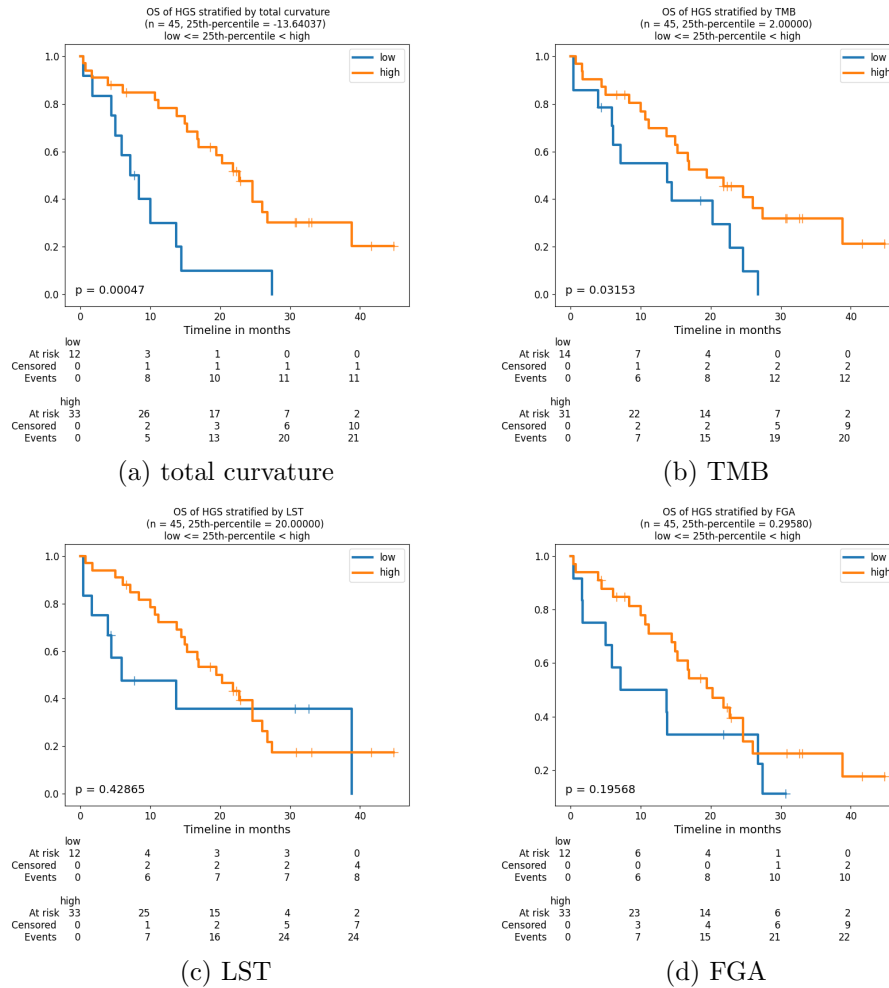 OS of HGS stratified by total curvature
(n = 45, 25th-percentile = -13.64037)
low <= 25th-percentile < high
low
high
1.0
0.8
0.6
0.4
0.2
0.0
p = 0.00047
0 10 20 30 40
Timeline in months
low
At risk 12 3 1 0 0
Censored 0 1 1 1 1
Events 0 8 10 11 11
high
At risk 33 26 17 7 2
Censored 0 2 3 6 10
Events 0 5 13 20 21
(a) total curvature
OS of HGS stratified by TMB
(n = 45, 25th-percentile = 2.00000)
low <= 25th-percentile < high
low
high
1.0
0.8
0.6
0.4
0.2
0.0
p = 0.03153
0 10 20 30 40
Timeline in months
low
At risk 14 7 4 0 0
Censored 0 1 2 2 2
Events 0 6 8 12 12
high
At risk 31 22 14 7 2
Censored 0 2 2 5 9
Events 0 7 15 19 20
(b) TMB
OS of HGS stratified by LST
(n = 45, 25th-percentile = 20.00000)
low <= 25th-percentile < high
low
high
1.0
0.8
0.6
0.4
0.2
0.0
p = 0.42865
0 10 20 30 40
Timeline in months
low
At risk 12 4 3 3 0
Censored 0 2 2 2 4
Events 0 6 7 7 8
high
At risk 33 25 15 4 2
Censored 0 1 2 5 7
Events 0 7 16 24 24
(c) LST
OS of HGS stratified by FGA
(n = 45, 25th-percentile = 0.29580)
low <= 25th-percentile < high
low
high
1.0
0.8
0.6
0.4
0.2
p = 0.19568
0 10 20 30 40
Timeline in months
low
At risk 12 6 4 1 0
Censored 0 0 0 1 2
Events 0 6 8 10 10
high
At risk 33 23 14 6 2
Censored 0 3 4 6 9
Events 0 7 15 21 22
(d) FGA